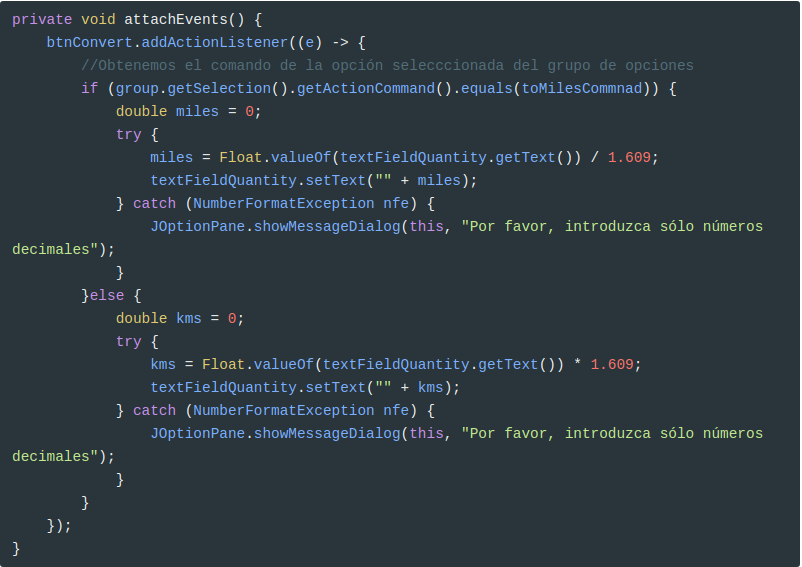 private void attachEvents() {
    btnConvert.addActionListener((e) -> {
        //Obtenemos el comando de la opción selecccionada del grupo de opciones
        if (group.getSelection().getActionCommand().equals(toMilesCommnad)) {
            double miles = 0;
            try {
                miles = Float.valueOf(textFieldQuantity.getText()) / 1.609;
                textFieldQuantity.setText("" + miles);
            } catch (NumberFormatException nfe) {
                JOptionPane.showMessageDialog(this, "Por favor, introduzca sólo números
decimales");
            }
        }else {
            double kms = 0;
            try {
                kms = Float.valueOf(textFieldQuantity.getText()) * 1.609;
                textFieldQuantity.setText("" + kms);
            } catch (NumberFormatException nfe) {
                JOptionPane.showMessageDialog(this, "Por favor, introduzca sólo números
decimales");
            }
        }
    });
}